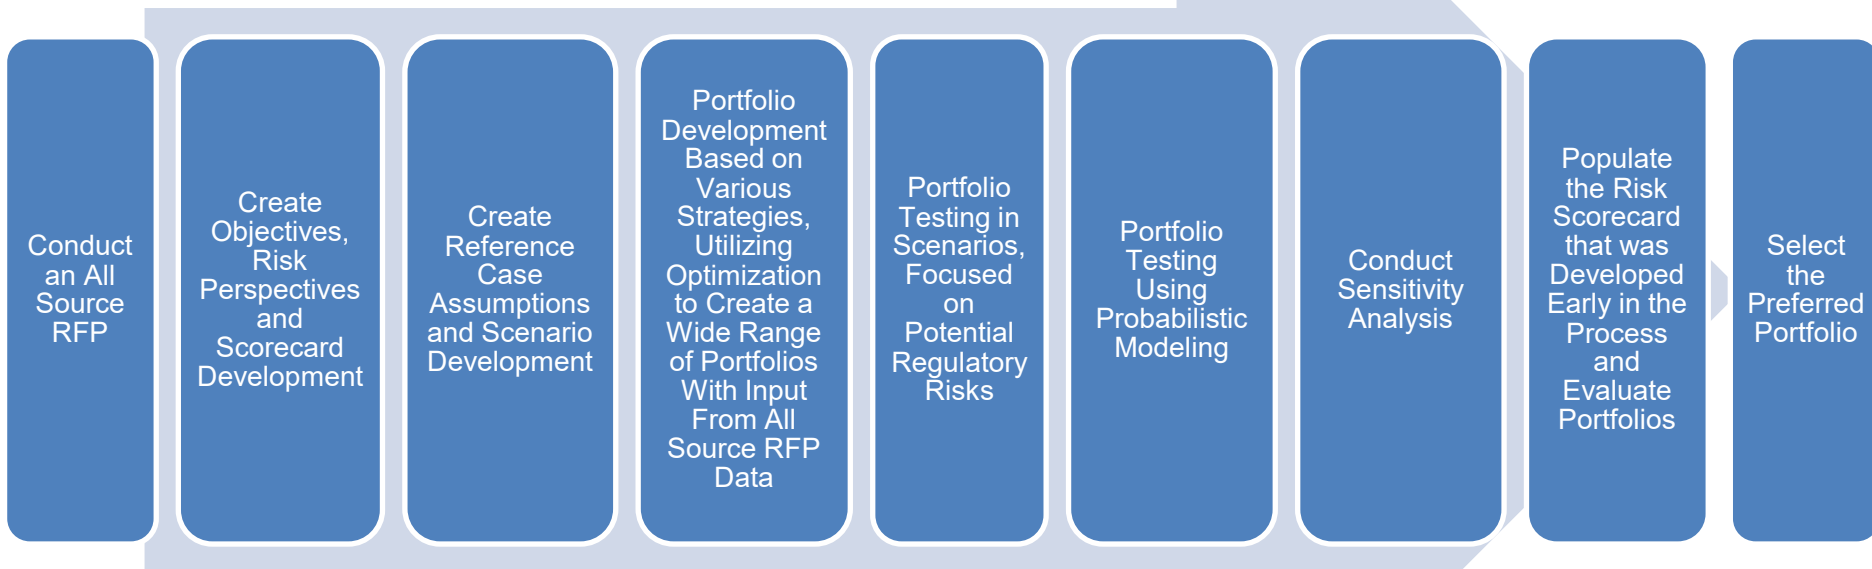 Conduct
an All
Source
RFP
Create
Objectives,
Risk
Perspectives
and
Scorecard
Development
Create
Reference
Case
Assumptions
and Scenario
Development
Portfolio
Development
Based on
Various
Strategies,
Utilizing
Optimization
to Create a
Wide Range
of Portfolios
With Input
From All
Source RFP
Data
Portfolio
Testing in
Scenarios,
Focused
on
Potential
Regulatory
Risks
Portfolio
Testing
Using
Probabilistic
Modeling
Conduct
Sensitivity
Analysis
Populate
the Risk
Scorecard
that was
Developed
Early in the
Process
and
Evaluate
Portfolios
Select
the
Preferred
Portfolio